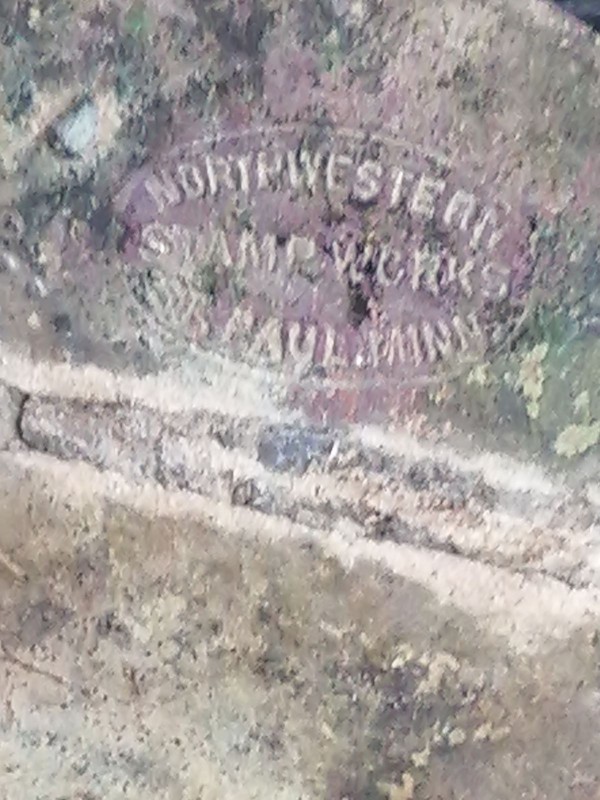 NORTHWESTERN
STAMP WORKS
ST. PAUL. MINN.